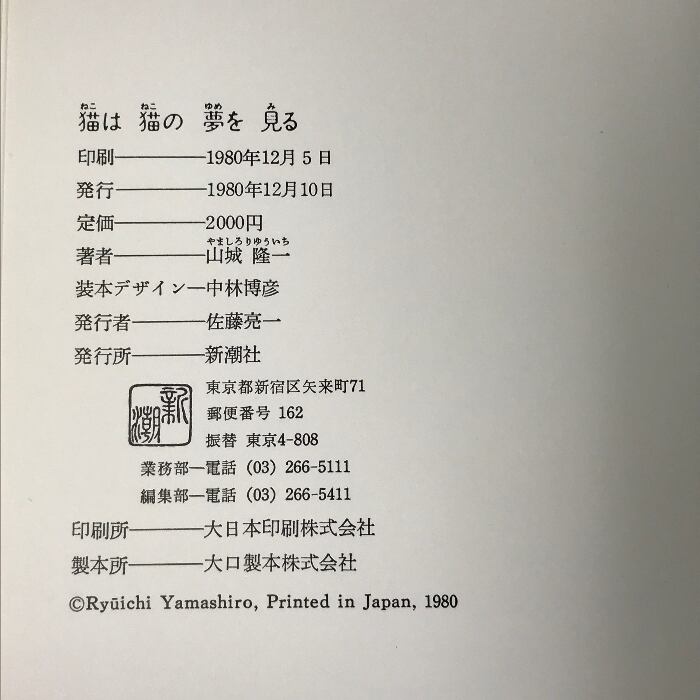 猫は 猫の 夢を 見る
ねこ ねこ ゆめ み
印刷————1980年12月5日
発行————1980年12月10日
定価————2000円
やましろりゆういち
著者————山城 隆一
装本デザイン—中林博彦
発行者———佐藤亮一
発行所———新潮社
新潮
東京都新宿区矢来町71
郵便番号 162
振替 東京4-808
業務部—電話 (03) 266-5111
編集部—電話 (03) 266-5411
印刷所———大日本印刷株式会社
製本所———大口製本株式会社
©Ryūichi Yamashiro, Printed in Japan, 1980